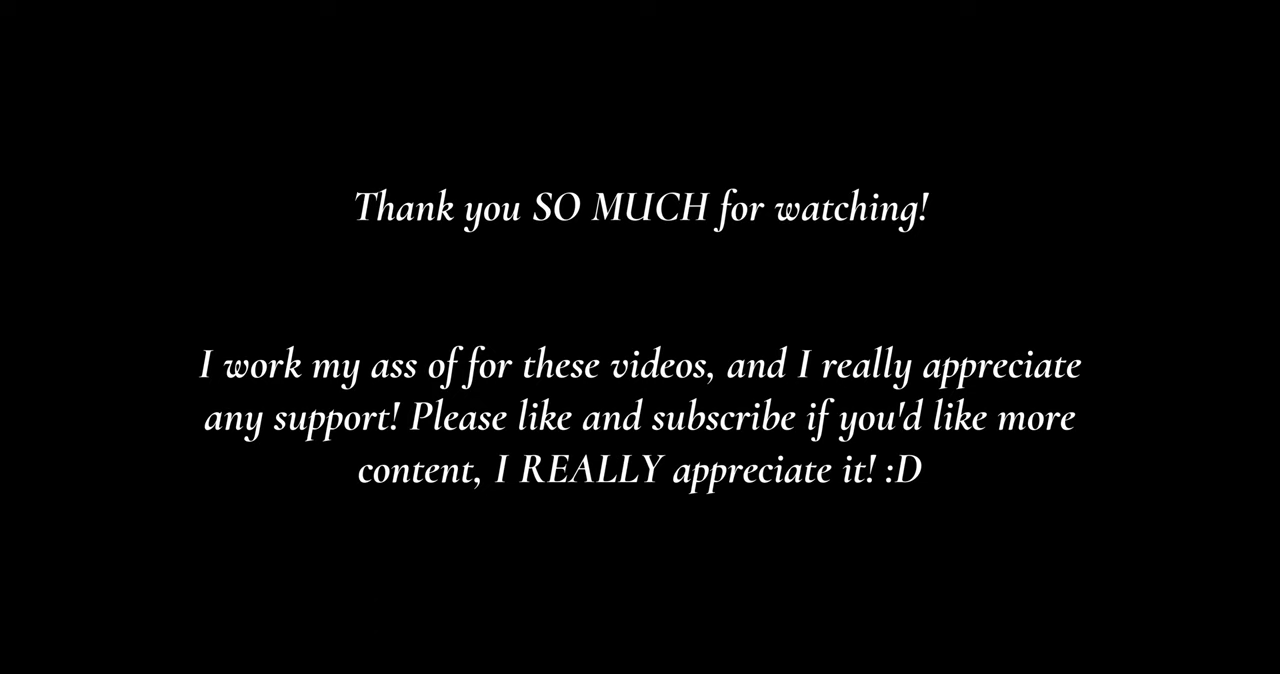 Thank you SO MUCH for watching!
I work my ass of for these videos, and I really appreciate
any support! Please like and subscribe if you'd like more
content, I REALLY appreciate it! :D